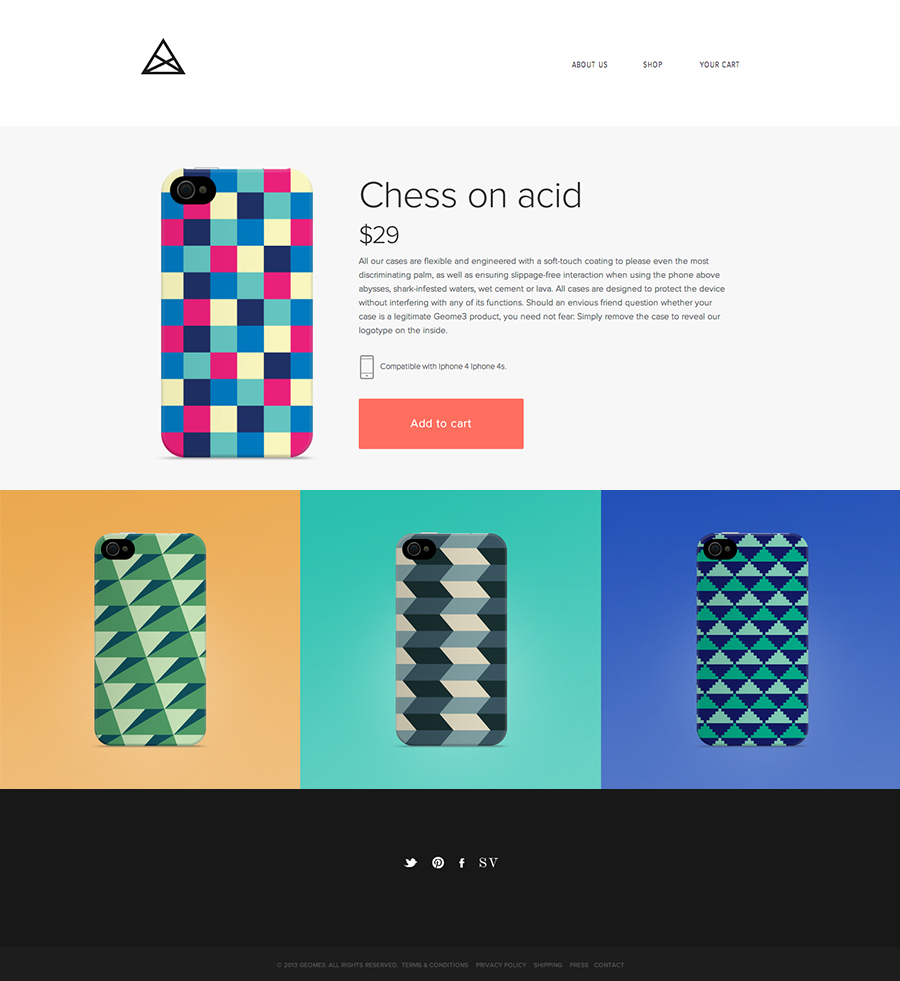 ABOUT US SHOP YOUR CART
Chess on acid
$29
All our cases are flexible and engineered with a soft-touch coating to please even the most
discriminating palm, as well as ensuring slippage-free interaction when using the phone above
abysses, shark-infested waters, wet cement or lava. All cases are designed to protect the device
without interfering with any of its functions. Should an envious friend question whether your
case is a legitimate Geome3 product, you need not fear: Simply remove the case to reveal our
logotype on the inside.
Compatible with Iphone 4 Iphone 4s.
Add to cart
SV
© 2013 GEOME3. ALL RIGHTS RESERVED. TERMS & CONDITIONS PRIVACY POLICY SHIPPING PRESS CONTACT